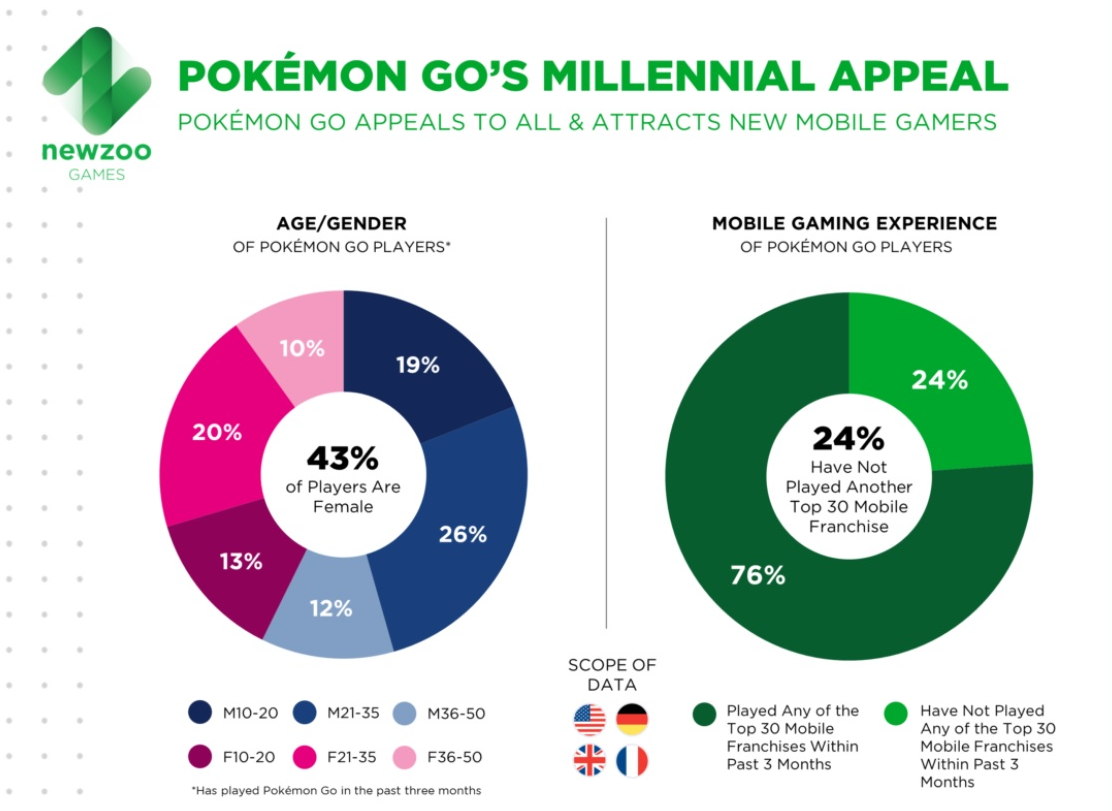 POKÉMON GO'S MILLENNIAL APPEAL
POKÉMON GO APPEALS TO ALL & ATTRACTS NEW MOBILE GAMERS
newzoo
GAMES
AGE/GENDER
OF POKÉMON GO PLAYERS*
10%
19%
20%
43%
of Players Are
Female
26%
13%
12%
M10-20
M21-35
M36-50
F10-20
F21-35
F36-50
*Has played Pokémon Go in the past three months
MOBILE GAMING EXPERIENCE
OF POKÉMON GO PLAYERS
24%
24%
Have Not
Played Another
Top 30 Mobile
Franchise
76%
SCOPE OF
DATA
Played Any of the
Top 30 Mobile
Franchises Within
Past 3 Months
Have Not Played
Any of the Top 30
Mobile Franchises
Within Past 3
Months